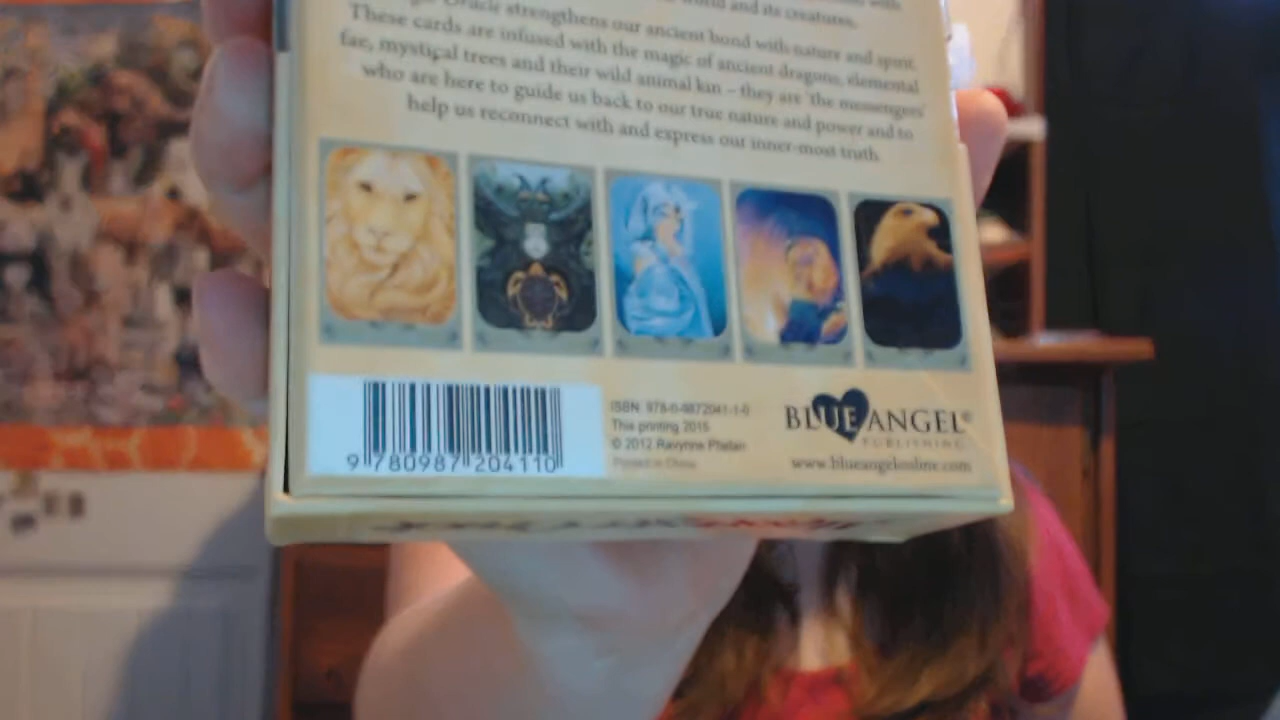 world and its creatures.
Oracle strengthens our ancient bond with nature and spirit.
These cards are infused with the magic of ancient dragons, elemental
fae, mystical trees and their wild animal kin – they are 'the messengers'
who are here to guide us back to our true nature and power and to
help us reconnect with and express our inner-most truth.
ISBN: 978-0-9872041-1-0
This printing 2015
© 2012 Ravynne Phelan
Printed in China
9 780987 204110
BLUE ANGEL®
PUBLISHING
www.blueangelonline.com